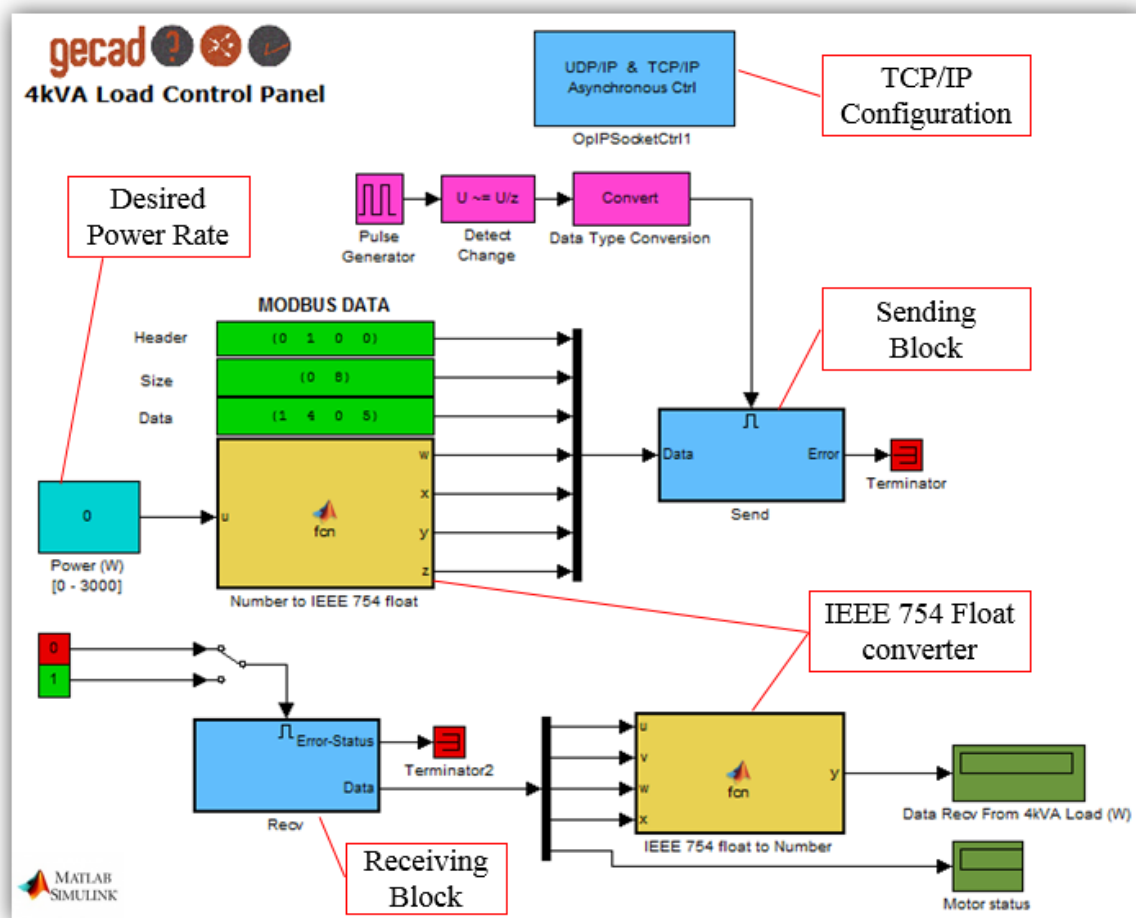 gecad
4kVA Load Control Panel
UDP/IP & TCP/IP
Asynchronous Ctrl
OpIPSocketCtrl1
TCP/IP
Configuration
Desired
Power Rate
Pulse
Generator
U ~= U/z
Detect
Change
Convert
Data Type Conversion
MODBUS DATA
Header
(0 1 0 0)
Size
(0 8)
Data
(1 4 0 5)
Sending
Block
0
Power (W)
[0 - 3000]
u
fcn
w
x
y
z
Number to IEEE 754 float
Data
Error
Send
Terminator
IEEE 754 Float
converter
0
1
Error-Status
Data
Recv
Terminator2
Receiving
Block
u
v
w
x
fcn
y
IEEE 754 float to Number
Data Recv From 4kVA Load (W)
Motor status
MATLAB
SIMULINK